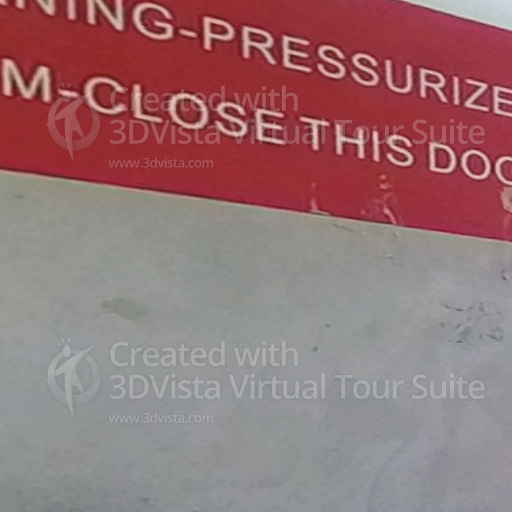 NING-PRESSURIZE
M-CLOSE THIS DOO
Created with
3DVista Virtual Tour Suite
www.3dvista.com
Created with
3DVista Virtual Tour Suite
www.3dvista.com